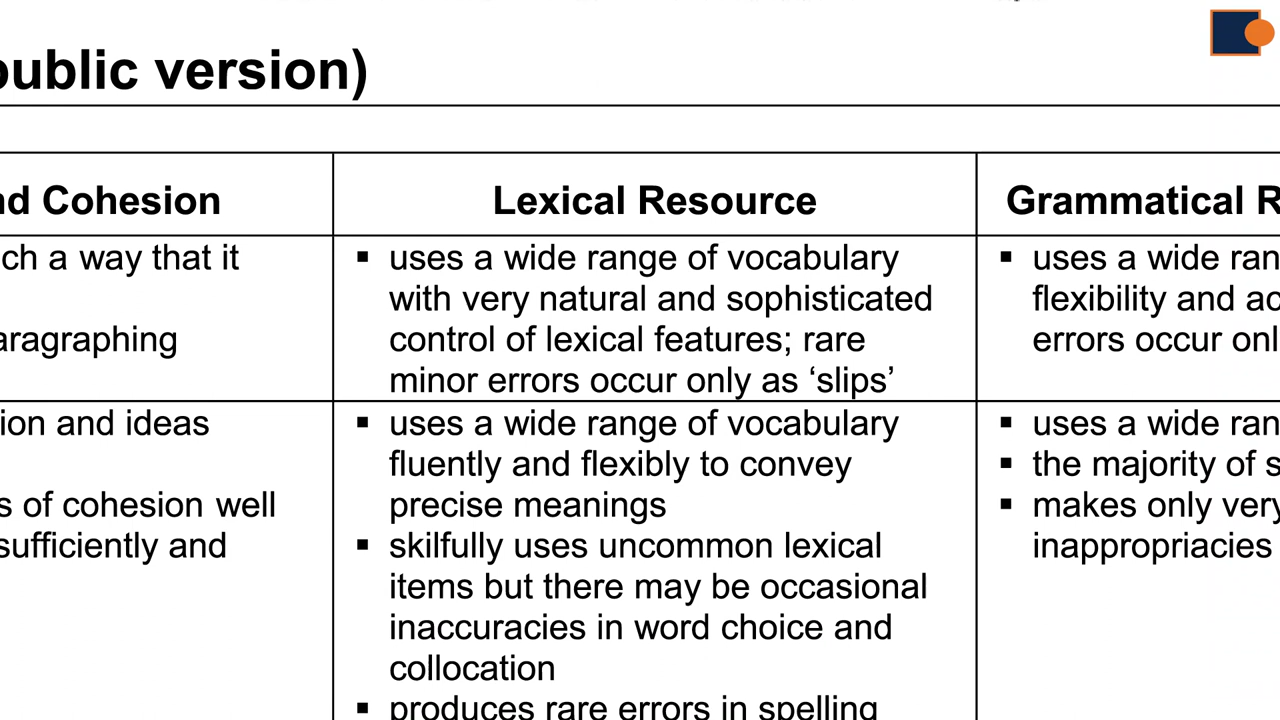 public version)
nd Cohesion
Lexical Resource
Grammatical R
ch a way that it
aragraphing
▪ uses a wide range of vocabulary
with very natural and sophisticated
control of lexical features; rare
minor errors occur only as ‘slips’
▪ uses a wide ran
flexibility and ac
errors occur onl
ion and ideas
s of cohesion well
sufficiently and
▪ uses a wide range of vocabulary
fluently and flexibly to convey
precise meanings
▪ skilfully uses uncommon lexical
items but there may be occasional
inaccuracies in word choice and
collocation
▪ produces rare errors in spelling
▪ uses a wide ran
▪ the majority of s
▪ makes only very
inappropriacies